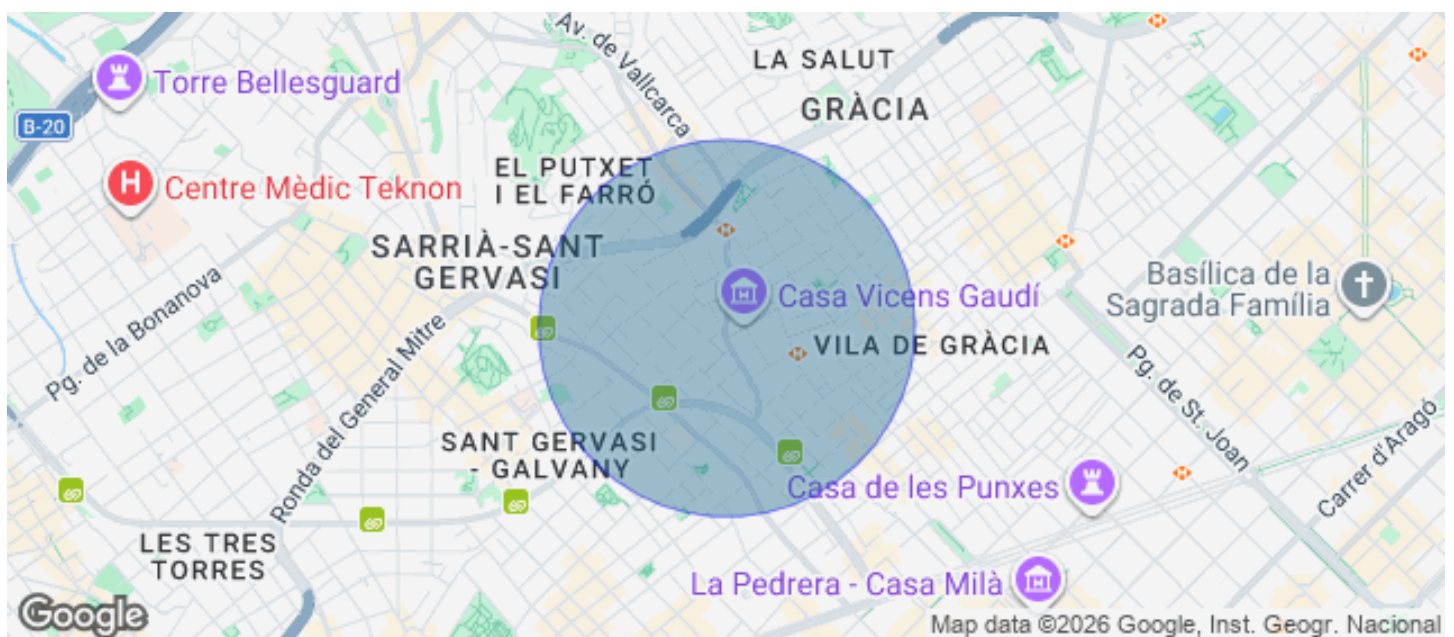 Av. de Vallcarca
LA SALUT
Torre Bellesguard
GRÀCIA
B-20
EL PUTXET
I EL FARRÓ
Centre Mèdic Teknon
SARRIÀ-SANT
GERVASI
Basílica de la
Sagrada Família
Casa Vicens Gaudí
Pg. de la Bonanova
VILA DE GRÀCIA
Ronda del General Mitre
Pg. de St. Joan
SANT GERVASI
- GALVANY
Casa de les Punxes
Carrer d'Aragó
LES TRES
TORRES
La Pedrera - Casa Milà
Google
Map data ©2026 Google, Inst. Geogr. Nacional